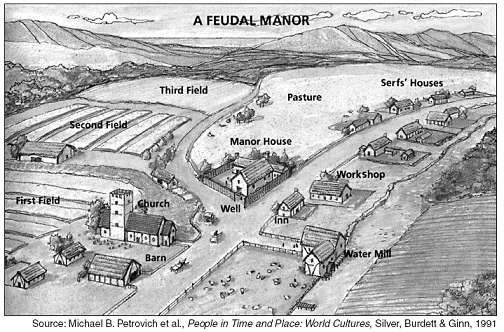 A FEUDAL MANOR
Serfs' Houses
Third Field
Pasture
Second Field
Manor House
Workshop
First Field
Church
Well
Inn
Barn
Water Mill
Source: Michael B. Petrovich et al., People in Time and Place: World Cultures, Silver, Burdett & Ginn, 1991